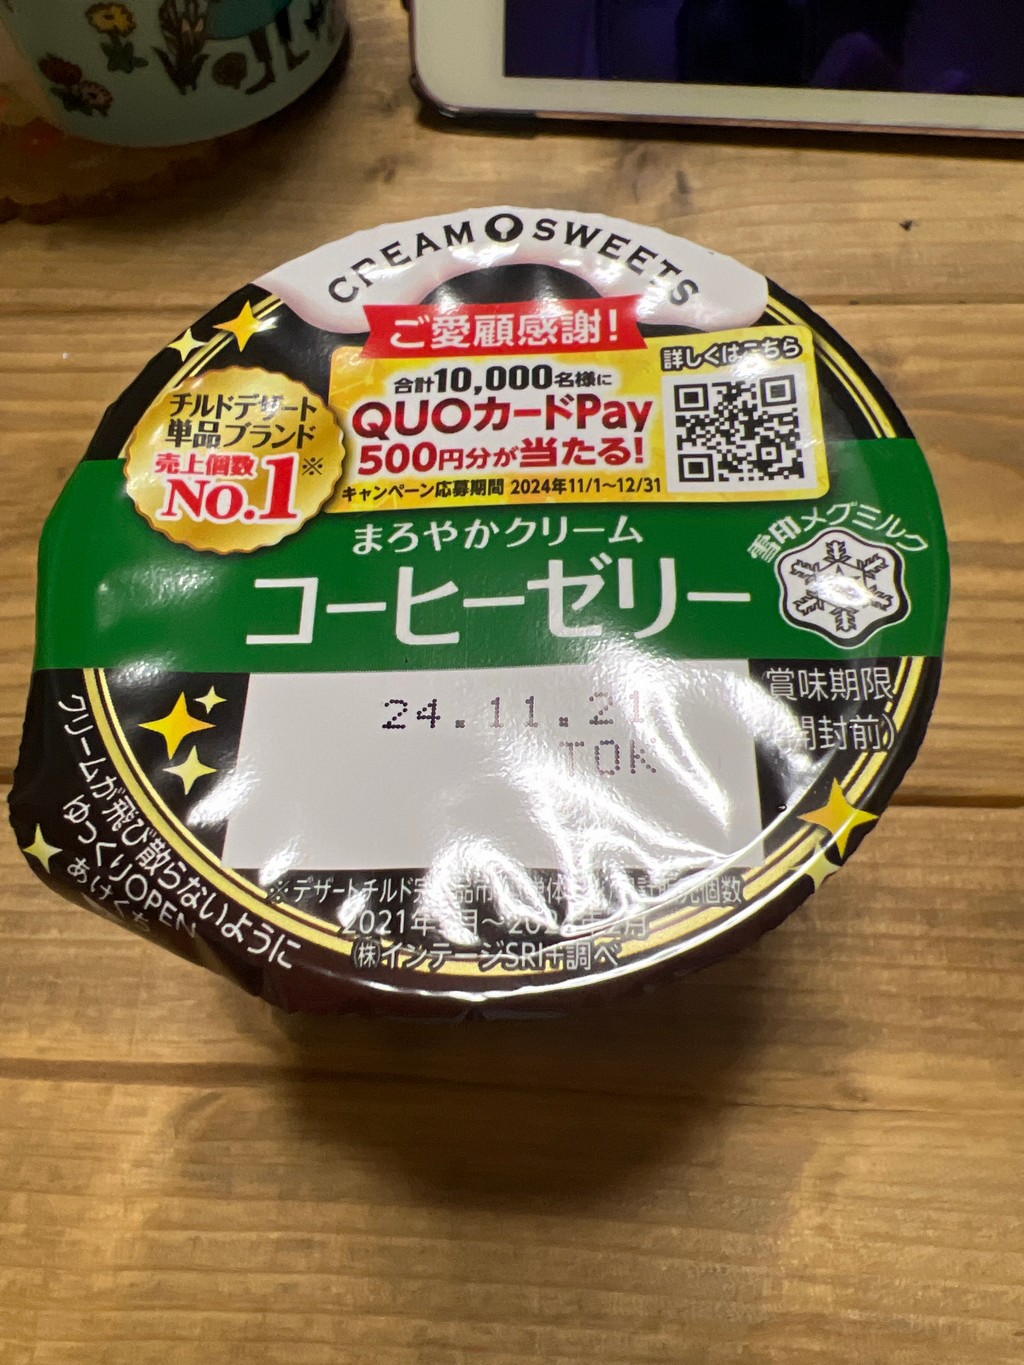 CREAM SWEETS
ご愛顧感謝!
合計10,000名様に
QUOカードPay
500円分が当たる!
キャンペーン応募期間 2024年11/1~12/31
詳しくはこちら
チルドデザート
単品ブランド
売上個数※
No.1
まろやかクリーム
コーヒーゼリー
雪印メグミルク
24.11.21
TOK
賞味期限
(開封前)
クリームが飛び散らないように
ゆっくりOPEN
あけくち
※デザートチルド
2021年
㈱インテージSRI+調べ